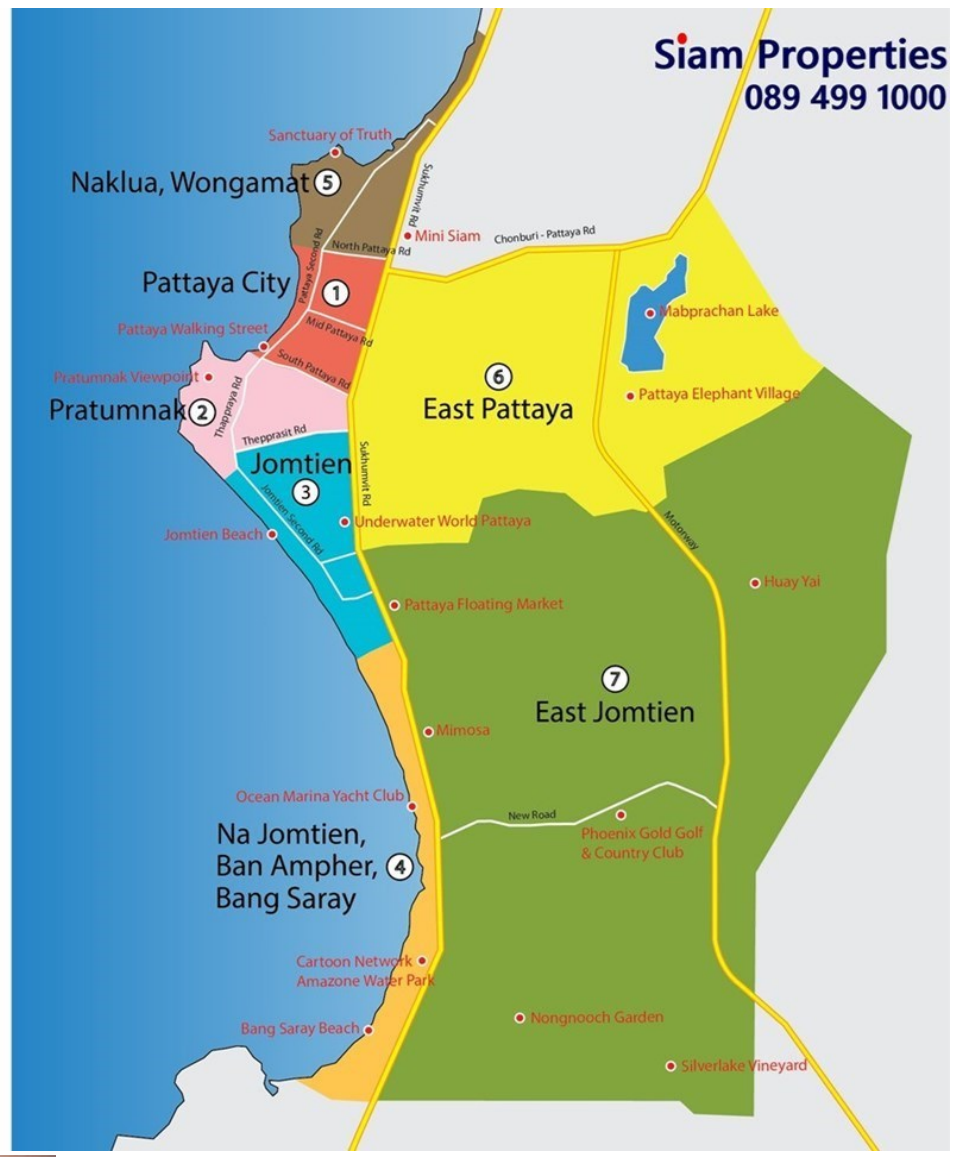 Siam Properties
089 499 1000
Sanctuary of Truth
Naklua, Wongamat 5
Sukhumvit Rd
Mini Siam
Chonburi - Pattaya Rd
North Pattaya Rd
Pattaya Second Rd
Pattaya City
1
Mabprachan Lake
Mid Pattaya Rd
Pattaya Walking Street
South Pattaya Rd
Pratumnak Viewpoint
6
East Pattaya
Pattaya Elephant Village
Pratumnak 2
Thappraya Rd
Thepprasit Rd
Jomtien
3
Sukhumvit Rd
Jomtien Second Rd
Underwater World Pattaya
Jomtien Beach
Motorway
Huay Yai
Pattaya Floating Market
7
East Jomtien
Mimosa
Ocean Marina Yacht Club
New Road
Phoenix Gold Golf
& Country Club
Na Jomtien,
Ban Ampher, 4
Bang Saray
Cartoon Network
Amazone Water Park
Nongnooch Garden
Bang Saray Beach
Silverlake Vineyard